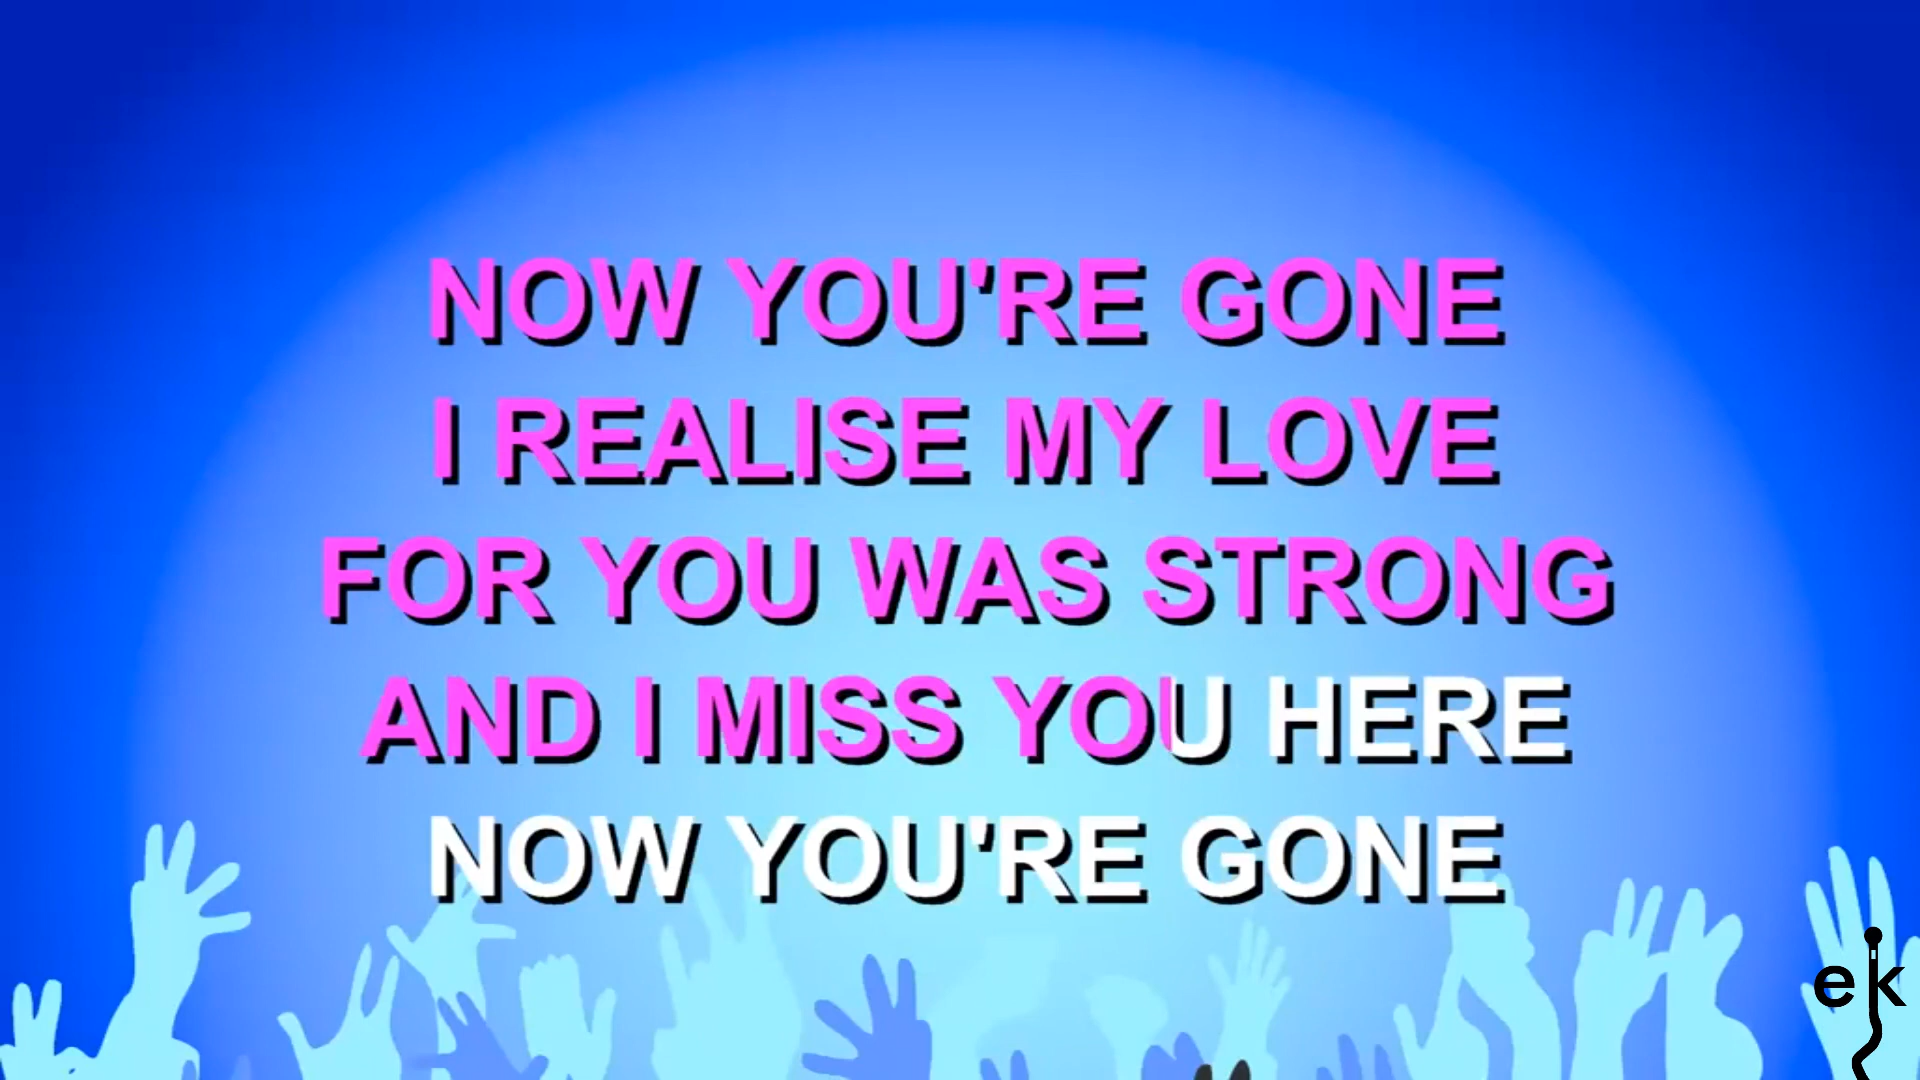 NOW YOU'RE GONE
I REALISE MY LOVE
FOR YOU WAS STRONG
AND I MISS YOU HERE
NOW YOU'RE GONE
ek